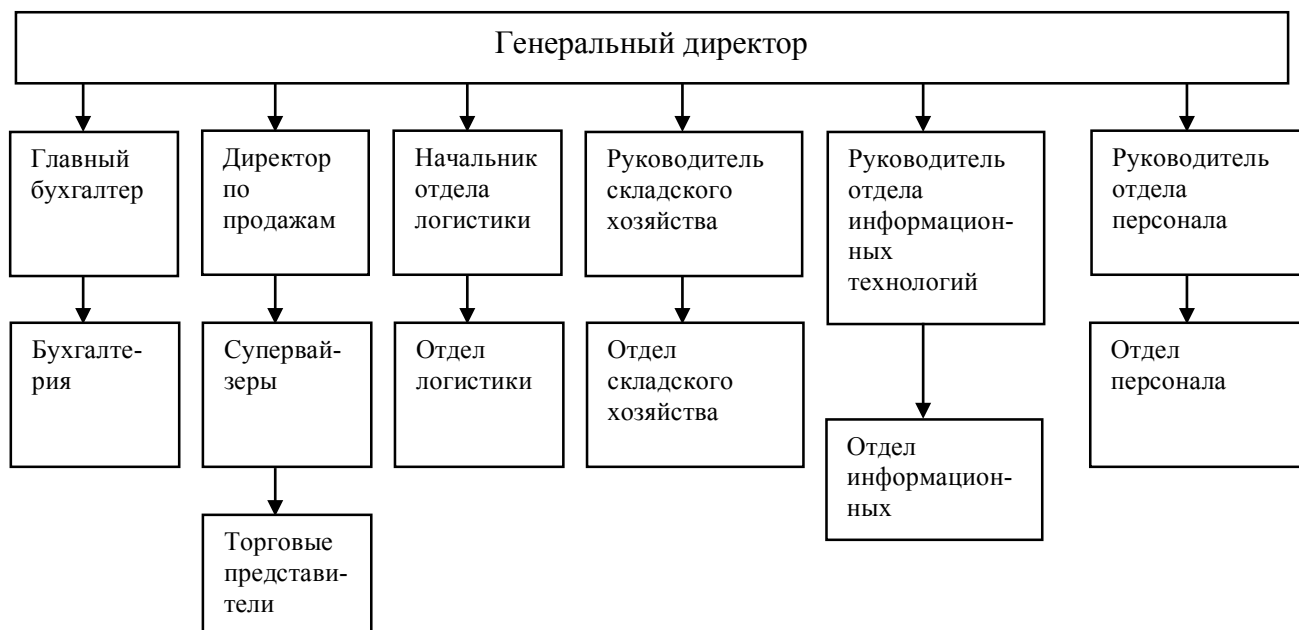 Генеральный директор
Главный
бухгалтер
Директор
по
продажам
Начальник
отдела
логистики
Руководитель
складского
хозяйства
Руководитель
отдела
информацион-
ных
технологий
Руководитель
отдела
персонала
Бухгалте-
рия
Супервай-
зеры
Отдел
логистики
Отдел
складского
хозяйства
Отдел
информацион-
ных
Отдел
персонала
Торговые
представи-
тели